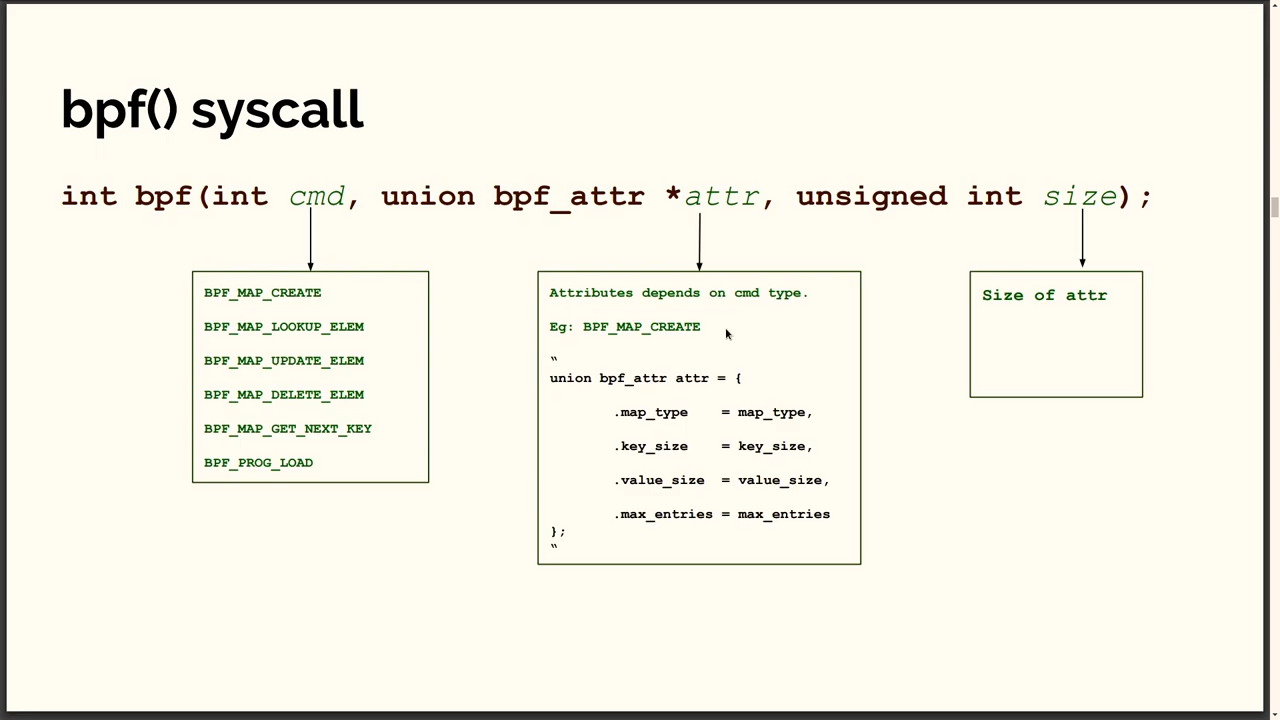 bpf() syscall
int bpf(int cmd, union bpf_attr *attr, unsigned int size);
BPF_MAP_CREATE
BPF_MAP_LOOKUP_ELEM
BPF_MAP_UPDATE_ELEM
BPF_MAP_DELETE_ELEM
BPF_MAP_GET_NEXT_KEY
BPF_PROG_LOAD
Attributes depends on cmd type.
Eg: BPF_MAP_CREATE
“
union bpf_attr attr = {
.map_type = map_type,
.key_size = key_size,
.value_size = value_size,
.max_entries = max_entries
};
“
Size of attr